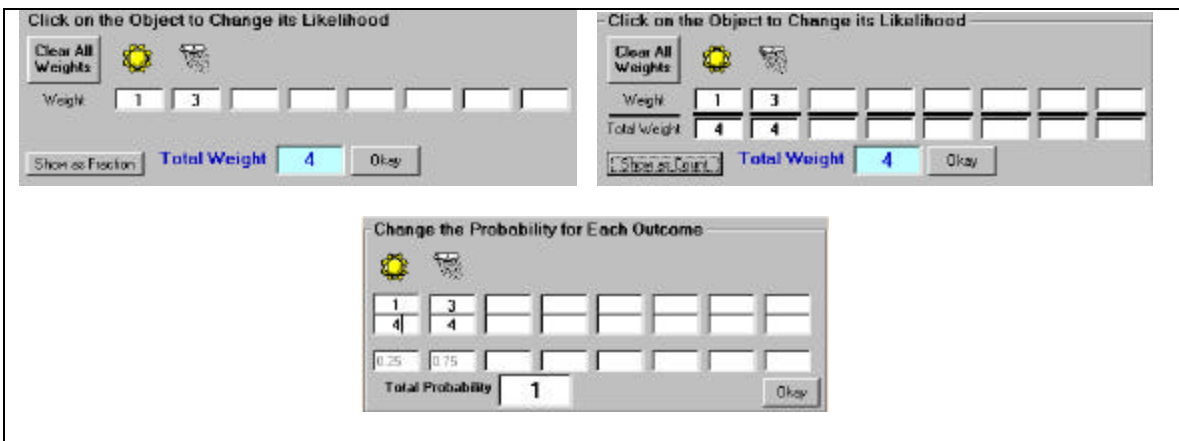 Click on the Object to Change its Likelihood
Clear All
Weights
Weight 1 3
Show as Fraction Total Weight 4 Okay
Click on the Object to Change its Likelihood
Clear All
Weights
Weight 1 3
Total Weight 4 4
Show as Count Total Weight 4 Okay
Change the Probability for Each Outcome
1 3
4 4
0.25 0.75
Total Probability 1 Okay